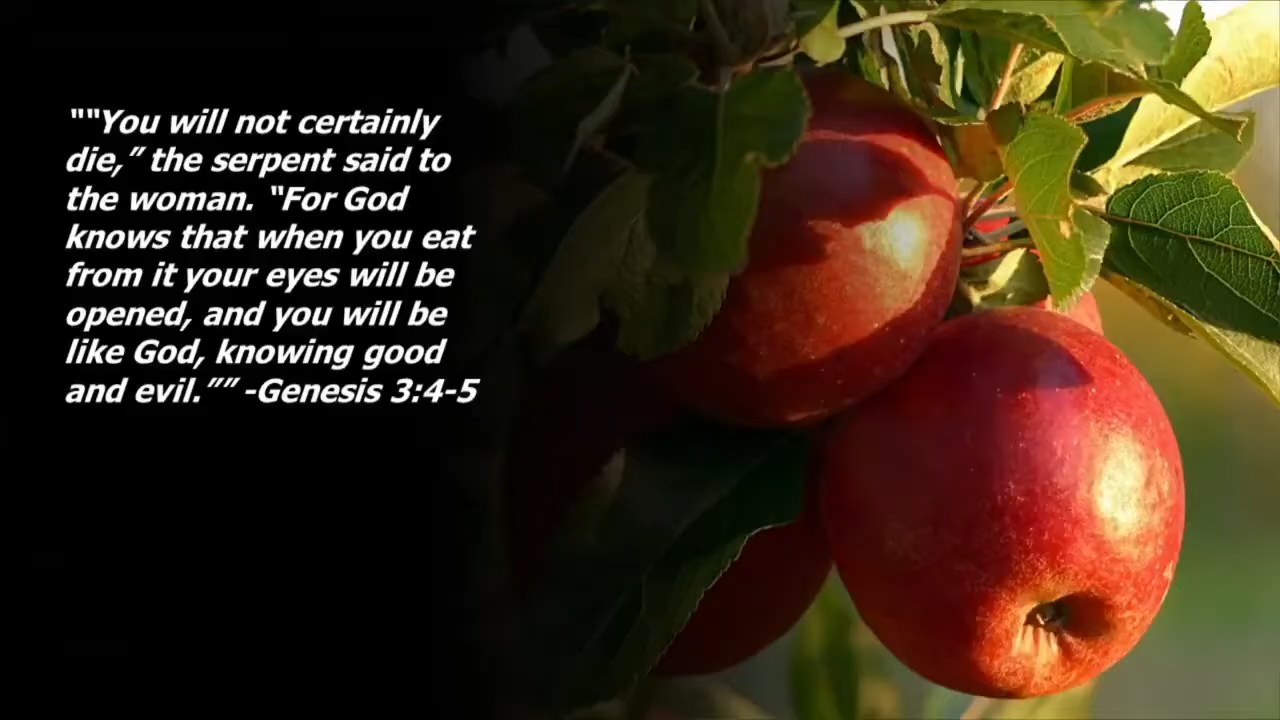 ““You will not certainly
die,” the serpent said to
the woman. “For God
knows that when you eat
from it your eyes will be
opened, and you will be
like God, knowing good
and evil.”” -Genesis 3:4-5